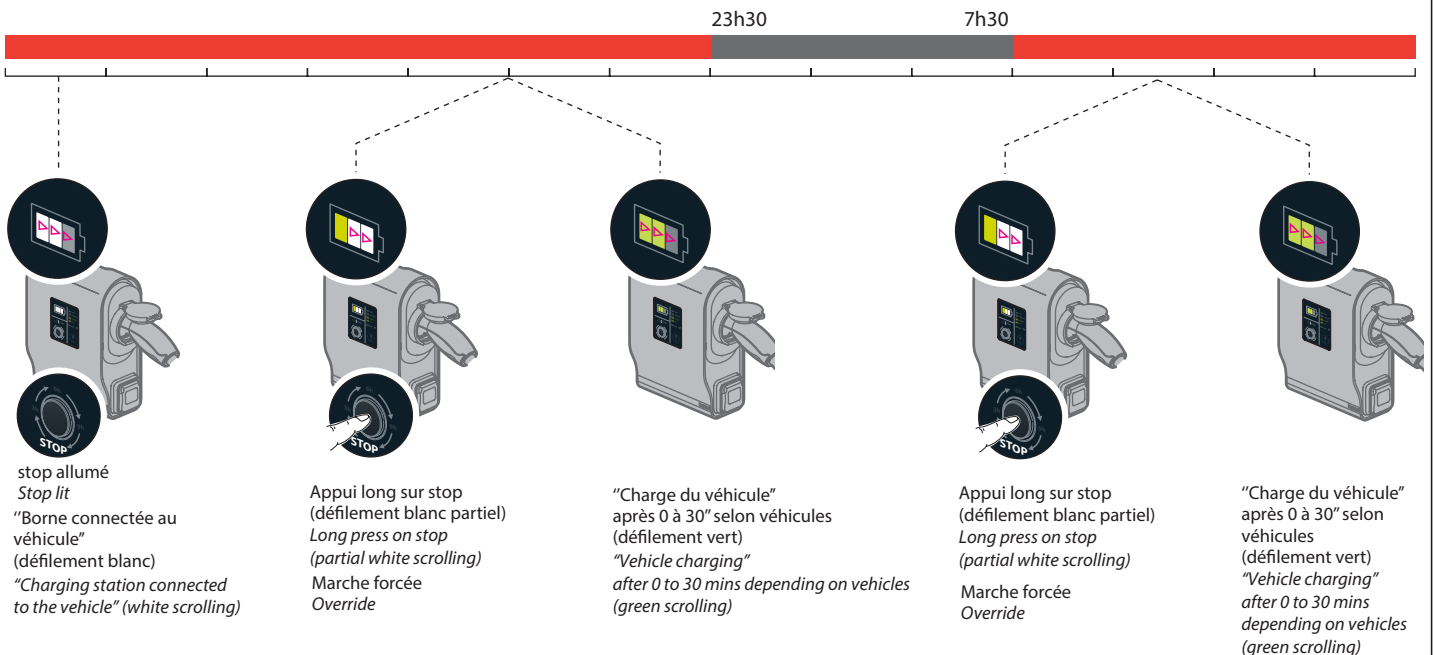 23h30 7h30
STOP
stop allumé
Stop lit
"Borne connectée au
véhicule"
(défilement blanc)
"Charging station connected
to the vehicle" (white scrolling)
STOP
Appui long sur stop
(défilement blanc partiel)
Long press on stop
(partial white scrolling)
Marche forcée
Override
"Charge du véhicule"
après 0 à 30" selon véhicules
(défilement vert)
"Vehicle charging"
after 0 to 30 mins depending on vehicles
(green scrolling)
STOP
Appui long sur stop
(défilement blanc partiel)
Long press on stop
(partial white scrolling)
Marche forcée
Override
"Charge du véhicule"
après 0 à 30" selon
véhicules
(défilement vert)
"Vehicle charging"
after 0 to 30 mins
depending on vehicles
(green scrolling)